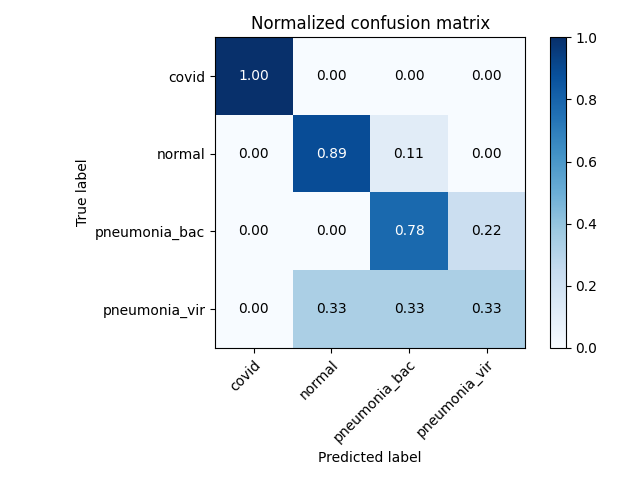 Normalized confusion matrix
True label
covid 1.00 0.00 0.00 0.00
normal 0.00 0.89 0.11 0.00
pneumonia_bac 0.00 0.00 0.78 0.22
pneumonia_vir 0.00 0.33 0.33 0.33
covid normal pneumonia_bac pneumonia_vir
Predicted label
1.0
0.8
0.6
0.4
0.2
0.0